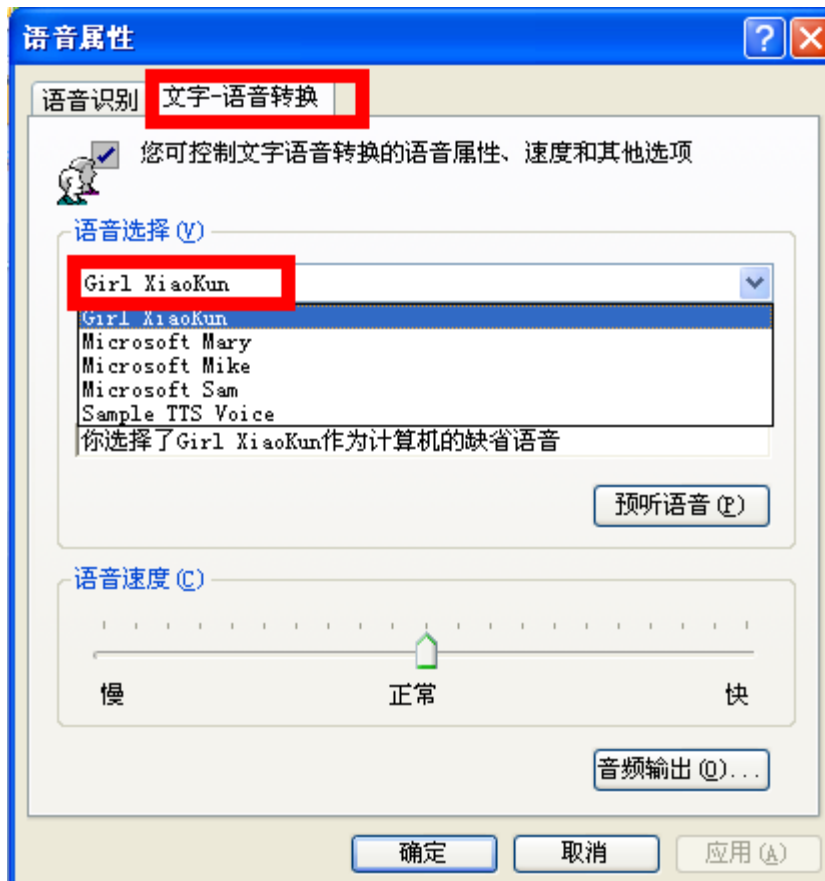 语音属性
语音识别 文字-语音转换
您可控制文字语音转换的语音属性、速度和其他选项
语音选择(V)
Girl XiaoKun
Girl XiaoKun
Microsoft Mary
Microsoft Mike
Microsoft Sam
Sample TTS Voice
你选择了Girl XiaoKun作为计算机的缺省语音
预听语音(P)
语音速度(C)
慢 正常 快
音频输出(O)...
确定 取消 应用(A)